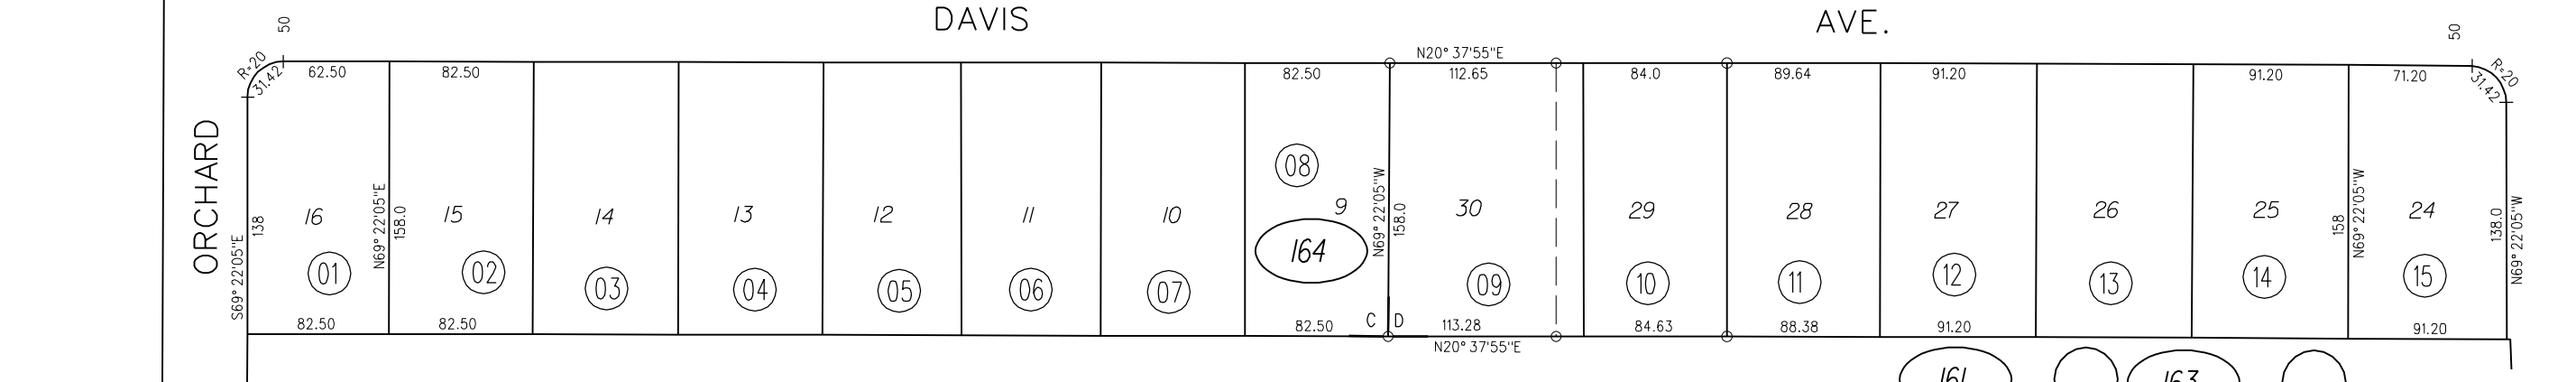 DAVIS AVE.
50 50
N20° 37'55"E
R=20 31.42 62.50 82.50 82.50 112.65 84.0 89.64 91.20 91.20 71.20 R=20 31.42
ORCHARD
S69° 22'05"E 138 N69° 22'05"E 158.0 N69° 22'05"W 158.0 158 N69° 22'05"W 138.0 N69° 22'05"W
16 15 14 13 12 11 10 9 30 29 28 27 26 25 24
08
164
01 02 03 04 05 06 07 09 10 11 12 13 14 15
82.50 82.50 82.50 C D 113.28 84.63 88.38 91.20 91.20
N20° 37'55"E
161 163